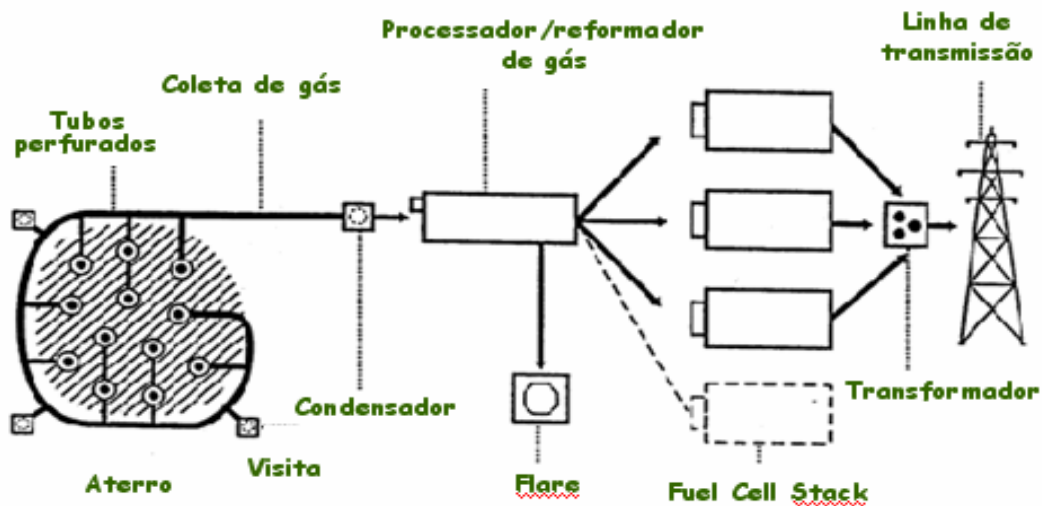 Processador/reformador
de gás
Linha de
transmissão
Coleta de gás
Tubos
perfurados
Condensador
Transformador
Visita
Aterro
Flare
Fuel Cell Stack